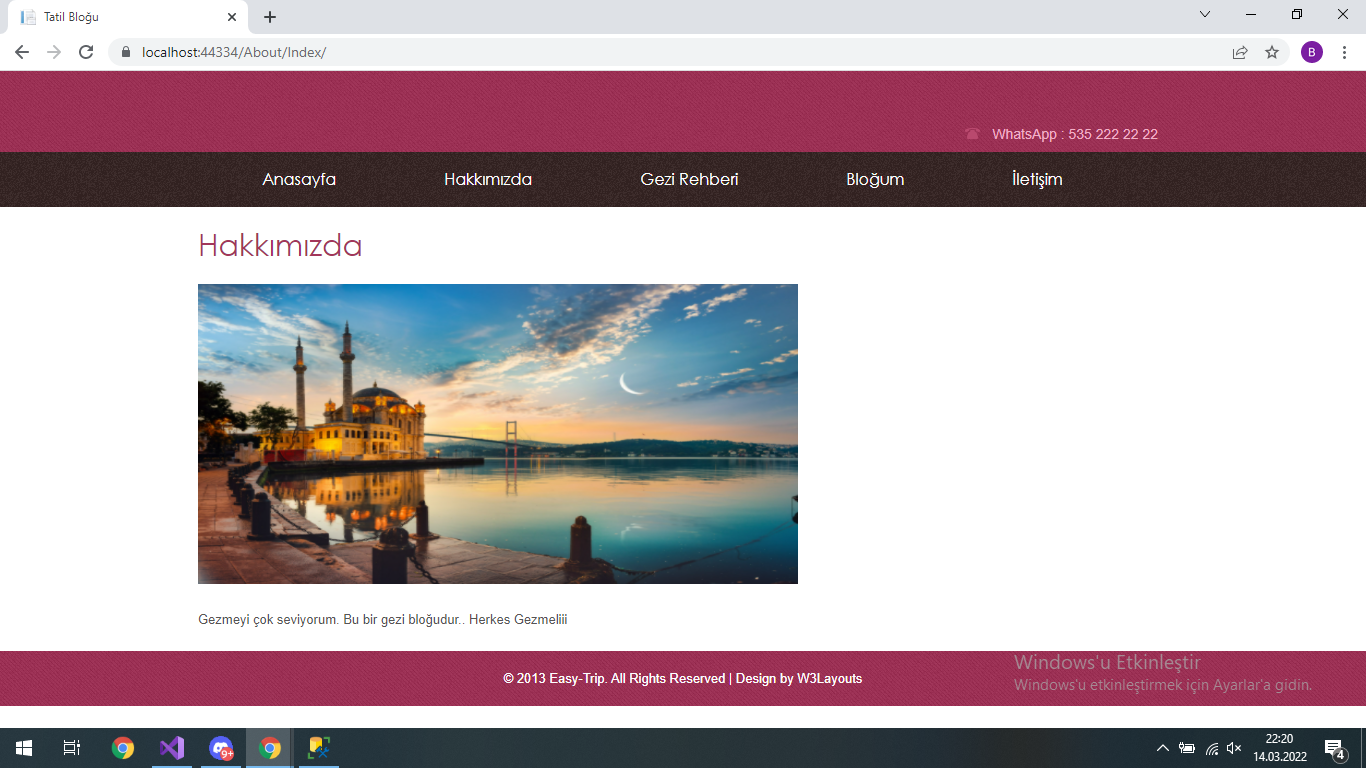 Tatil Bloğu
localhost:44334/About/Index/
B
WhatsApp : 535 222 22 22
Anasayfa
Hakkımızda
Gezi Rehberi
Bloğum
İletişim
Hakkımızda
Gezmeyi çok seviyorum. Bu bir gezi bloğudur.. Herkes Gezmeliii
© 2013 Easy-Trip. All Rights Reserved | Design by W3Layouts
Windows'u Etkinleştir
Windows'u etkinleştirmek için Ayarlar'a gidin.
9+
22:20
14.03.2022
4